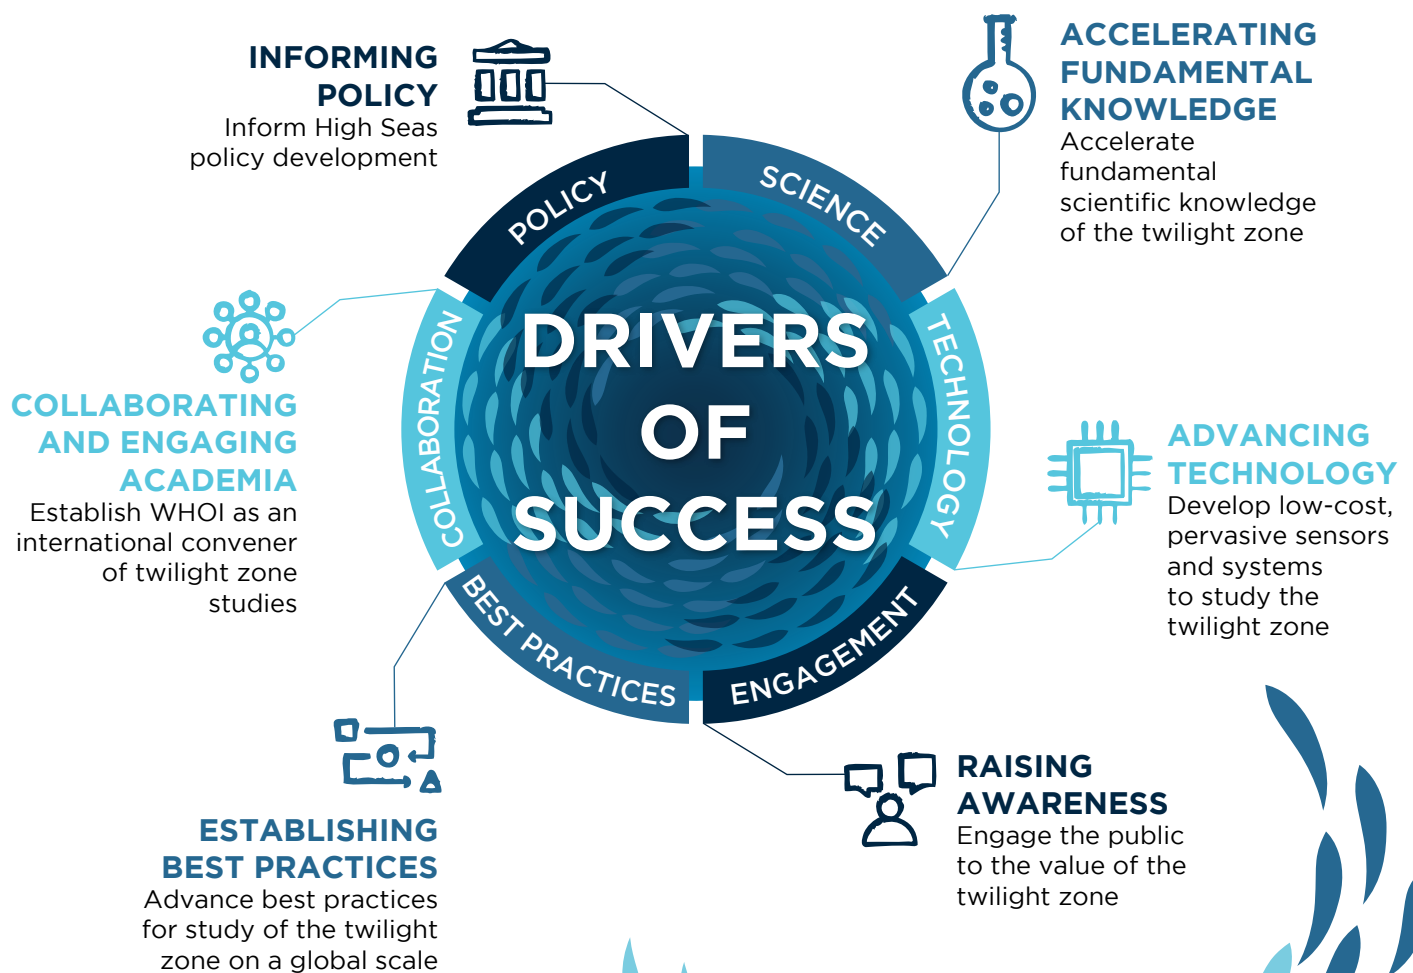 INFORMING
POLICY
Inform High Seas
policy development
ACCELERATING
FUNDAMENTAL
KNOWLEDGE
Accelerate
fundamental
scientific knowledge
of the twilight zone
POLICY
SCIENCE
COLLABORATION
TECHNOLOGY
BEST PRACTICES
ENGAGEMENT
DRIVERS
OF
SUCCESS
COLLABORATING
AND ENGAGING
ACADEMIA
Establish WHOI as an
international convener
of twilight zone
studies
ADVANCING
TECHNOLOGY
Develop low-cost,
pervasive sensors
and systems
to study the
twilight zone
ESTABLISHING
BEST PRACTICES
Advance best practices
for study of the twilight
zone on a global scale
RAISING
AWARENESS
Engage the public
to the value of the
twilight zone